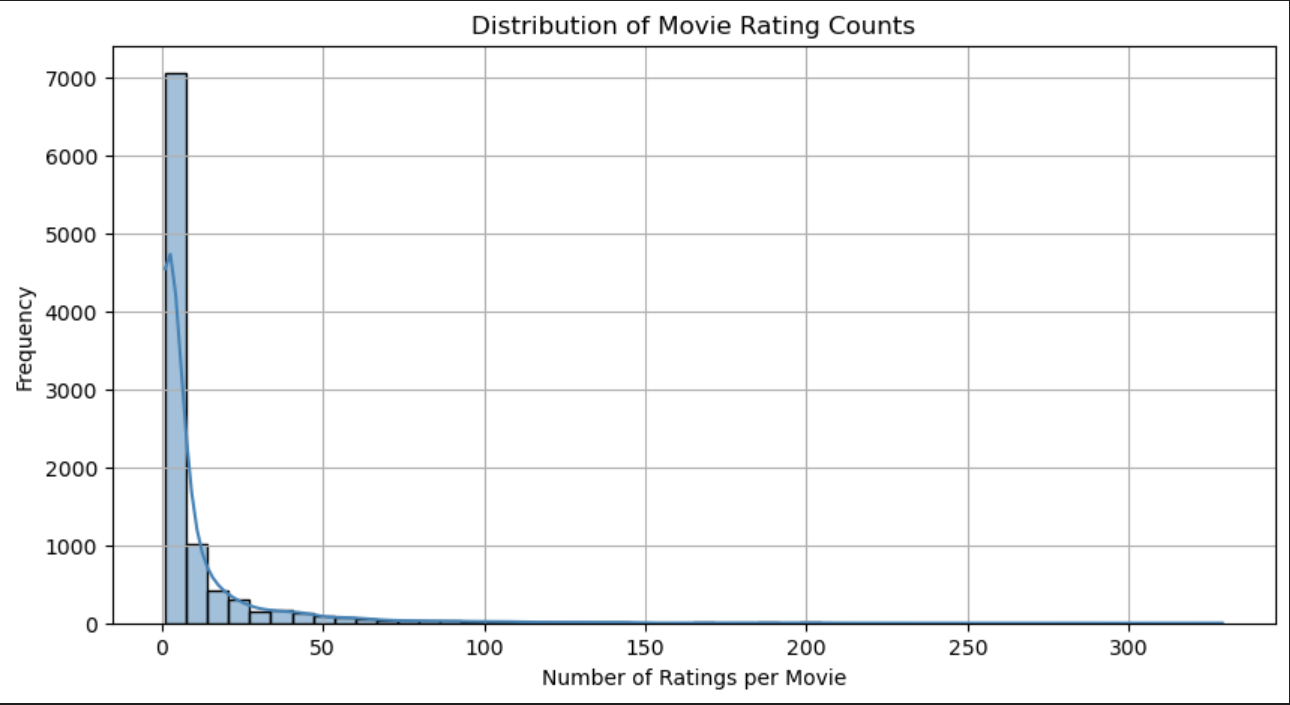 Distribution of Movie Rating Counts
7000
6000
5000
4000
3000
2000
1000
0
Frequency
0 50 100 150 200 250 300
Number of Ratings per Movie